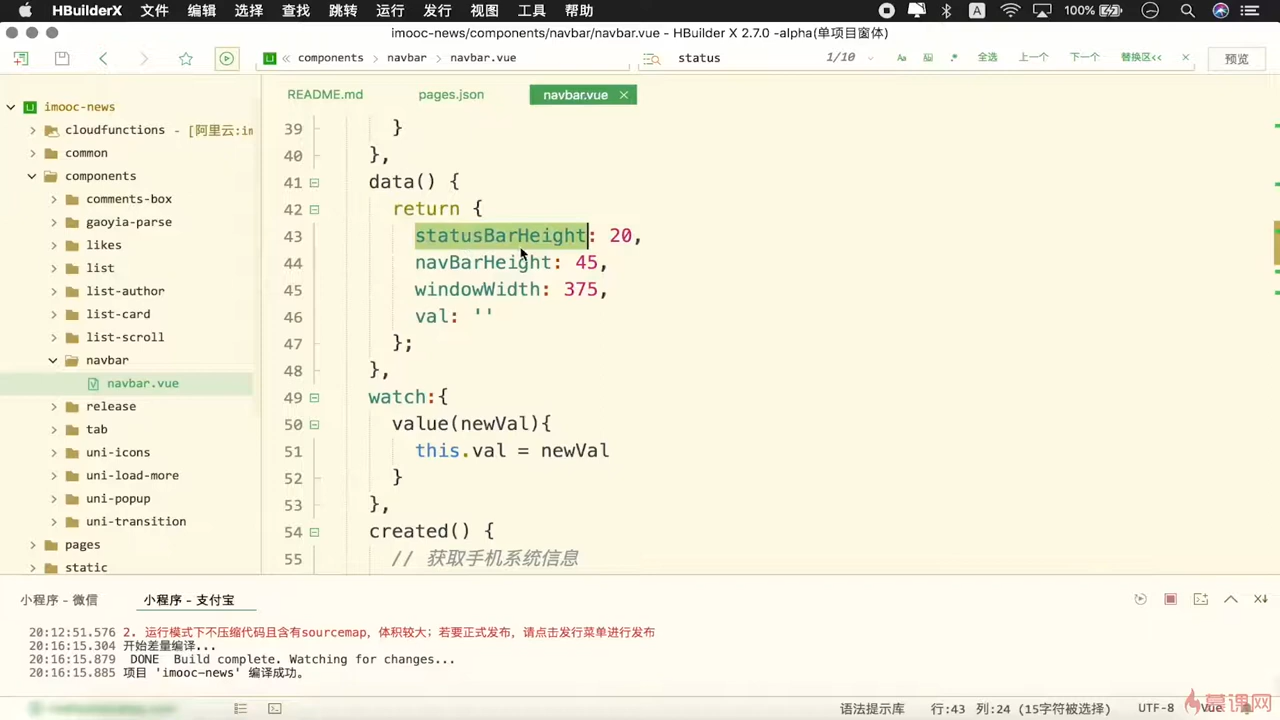 HBuilderX 文件 编辑 选择 查找 跳转 运行 发行 视图 工具 帮助 A 100%
imooc-news/components/navbar/navbar.vue - HBuilder X 2.7.0 -alpha(单项目窗体)
components navbar navbar.vue status 1/10 Aa .* 全选 上一个 下一个 替换区<< 预览
README.md pages.json navbar.vue
imooc-news
cloudfunctions - [阿里云:im
common
components
comments-box
gaoyia-parse
likes
list
list-author
list-card
list-scroll
navbar
navbar.vue
release
tab
uni-icons
uni-load-more
uni-popup
uni-transition
pages
static
39 }
40 },
41 data() {
42 return {
43 statusBarHeight: 20,
44 navBarHeight: 45,
45 windowWidth: 375,
46 val: ''
47 };
48 },
49 watch:{
50 value(newVal){
51 this.val = newVal
52 }
53 },
54 created() {
55 // 获取手机系统信息
小程序 - 微信 小程序 - 支付宝
20:12:51.576 2. 运行模式下不压缩代码且含有sourcemap，体积较大；若要正式发布，请点击发行菜单进行发布
20:16:15.304 开始差量编译...
20:16:15.879 DONE Build complete. Watching for changes...
20:16:15.885 项目 'imooc-news' 编译成功。
语法提示库 行:43 列:24 (15字符被选择) UTF-8 Vue
慕课网